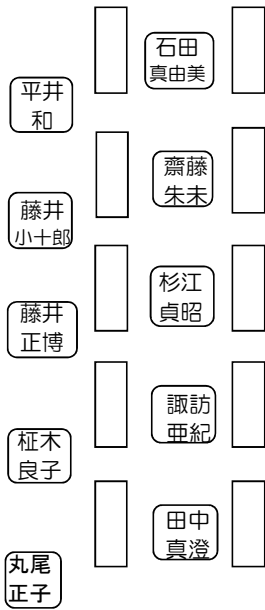 石田
真由美
平井
和
齋藤
朱未
藤井
小十郎
杉江
貞昭
藤井
正博
諏訪
亜紀
柾木
良子
田中
真澄
丸尾
正子